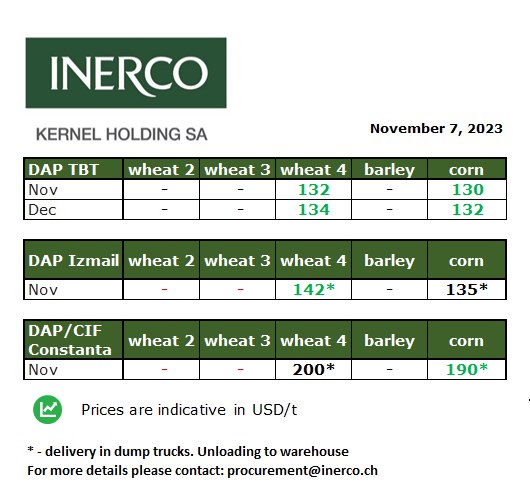 INERCO
KERNEL HOLDING SA
November 7, 2023
DAP TBT wheat 2 wheat 3 wheat 4 barley corn
Nov - - 132 - 130
Dec - - 134 - 132
DAP Izmail wheat 2 wheat 3 wheat 4 barley corn
Nov - - 142* - 135*
DAP/CIF
Constanta wheat 2 wheat 3 wheat 4 barley corn
Nov - - 200* - 190*
Prices are indicative in USD/t
* - delivery in dump trucks. Unloading to warehouse
For more details please contact: procurement@inerco.ch